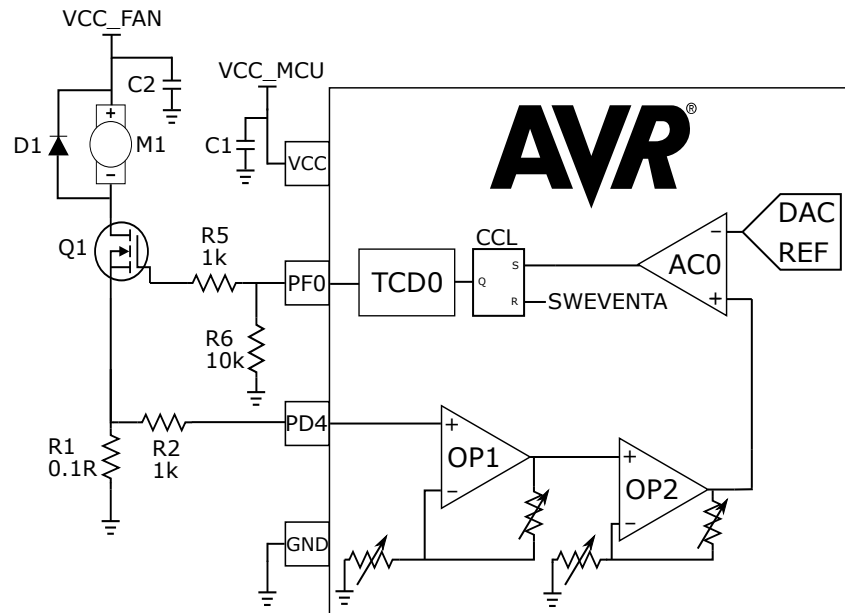 VCC_FAN
C2
VCC_MCU
D1
+
M1
-
C1
VCC
AVR®
Q1
R5
1k
PF0
TCD0
CCL
S
Q
R
SWEVENTA
AC0
−
+
DAC
REF
R6
10k
R1
0.1R
R2
1k
PD4
+
OP1
−
+
OP2
−
GND